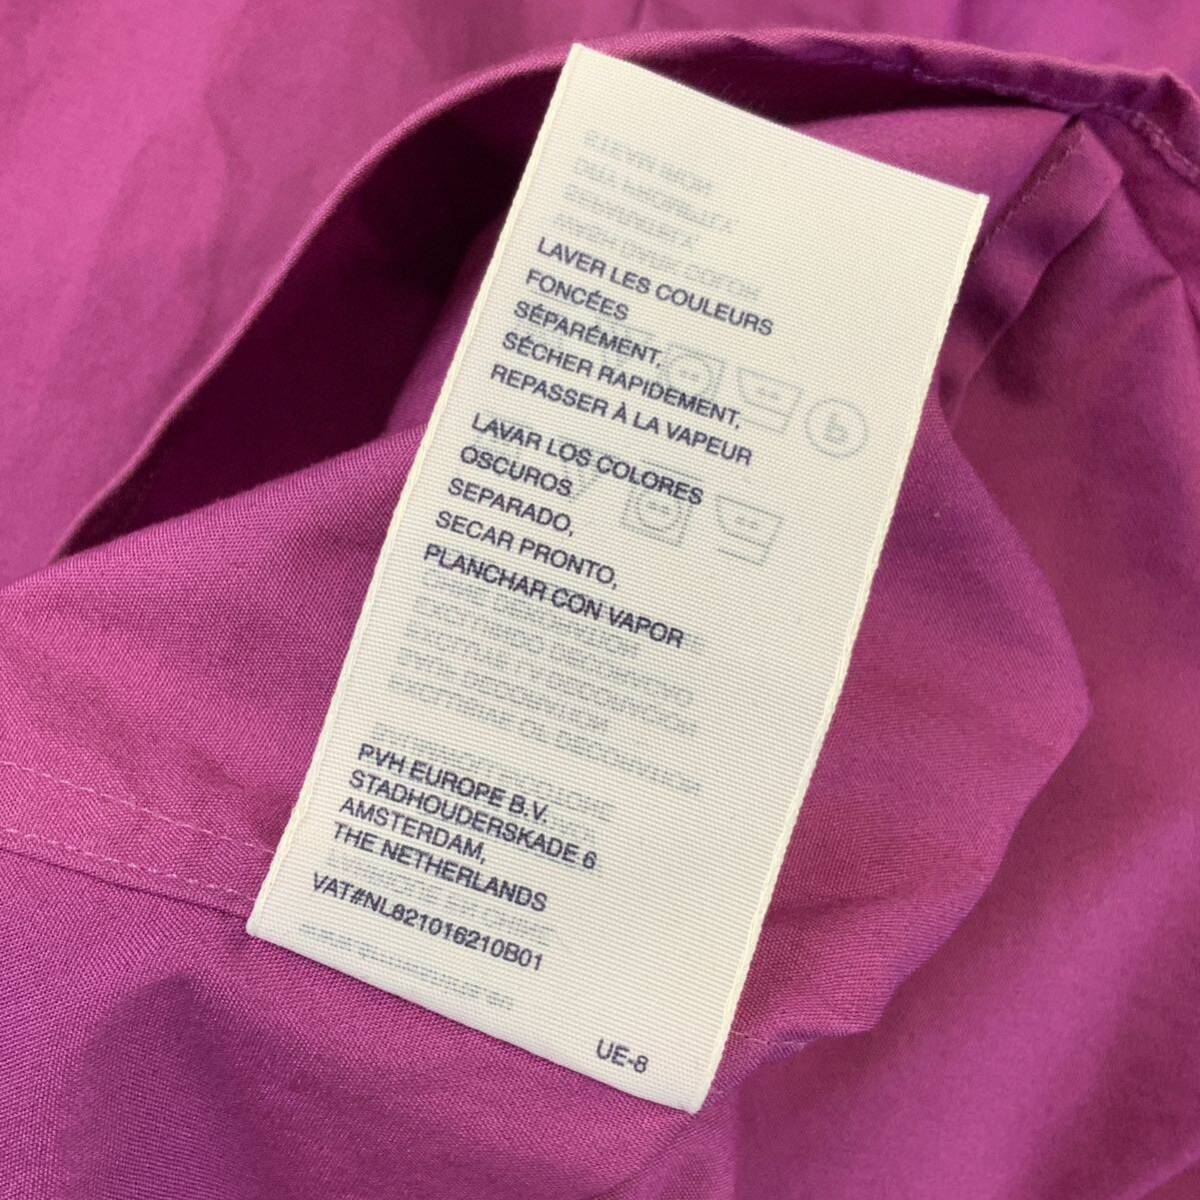 LAVER LES COULEURS
FONCÉES
SÉPARÉMENT,
SÉCHER RAPIDEMENT,
REPASSER À LA VAPEUR
LAVAR LOS COLORES
OSCUROS
SEPARADO,
SECAR PRONTO,
PLANCHAR CON VAPOR
PVH EUROPE B.V.
STADHOUDERSKADE 6
AMSTERDAM,
THE NETHERLANDS
VAT#NL821016210B01
UE-8